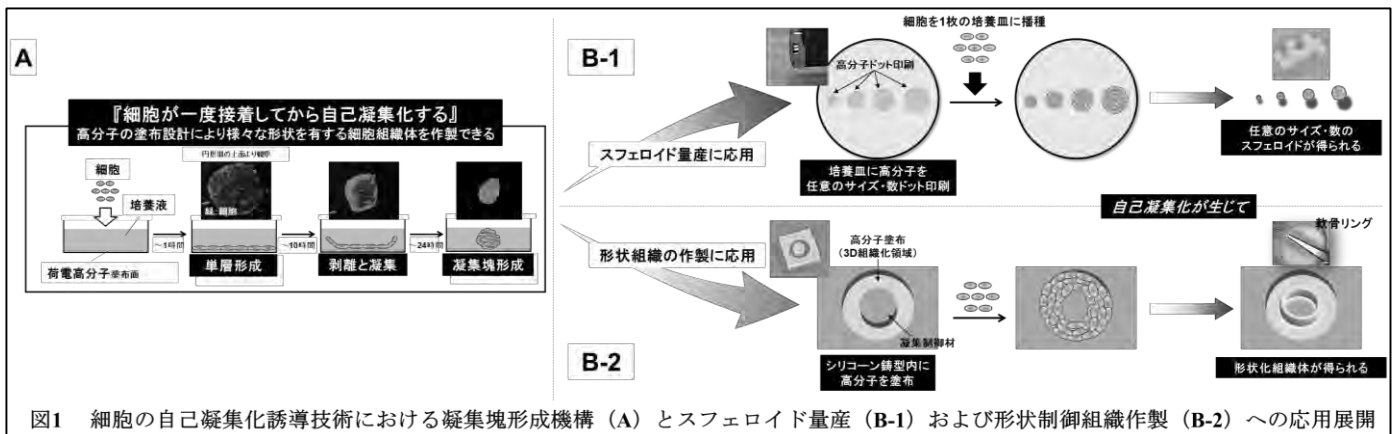 A
『細胞が一度接着してから自己凝集化する』
高分子の塗布設計により様々な形状を有する細胞組織体を作製できる
細胞
培養液
荷電高分子塗布面
円形皿の上面より観察
緑:細胞
~1時間
単層形成
~10時間
剥離と凝集
~24時間
凝集塊形成
B-1
スフェロイド量産に応用
高分子ドット印刷
培養皿に高分子を
任意のサイズ・数ドット印刷
細胞を1枚の培養皿に播種
任意のサイズ・数の
スフェロイドが得られる
自己凝集化が生じて
B-2
形状組織の作製に応用
高分子塗布
(3D組織化領域)
凝集制御材
シリコーン鋳型内に
高分子を塗布
軟骨リング
形状化組織体が得られる
図1 細胞の自己凝集化誘導技術における凝集塊形成機構(A)とスフェロイド量産(B-1)および形状制御組織作製(B-2)への応用展開